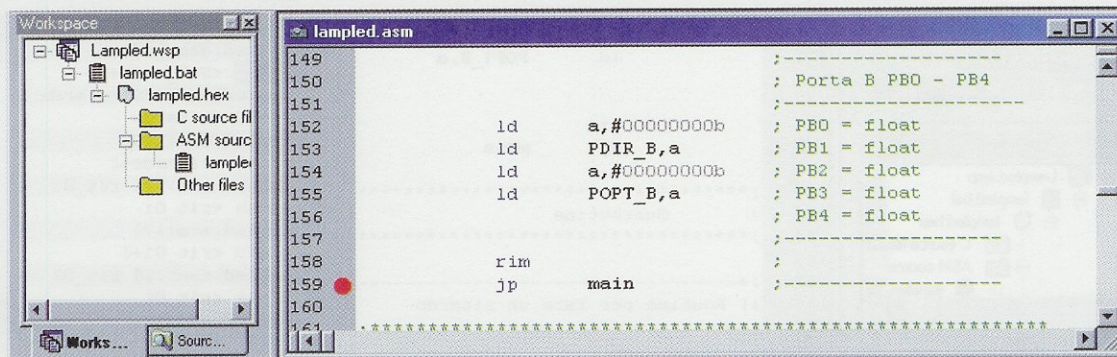 Workspace
Lampled.wsp
lampled.bat
lampled.hex
C source fil
ASM sourc
lample
Other files
Works...
Sourc...
lampled.asm
149 ;-------------------
150 ; Porta B PB0 - PB4
151 ;---------------------
152 ld a,#00000000b ; PB0 = float
153 ld PDIR_B,a ; PB1 = float
154 ld a,#00000000b ; PB2 = float
155 ld POPT_B,a ; PB3 = float
156 ; PB4 = float
157 ;-------------------
158 rim ;
159 jp main ;-------------------
160
161 .***********************************************************